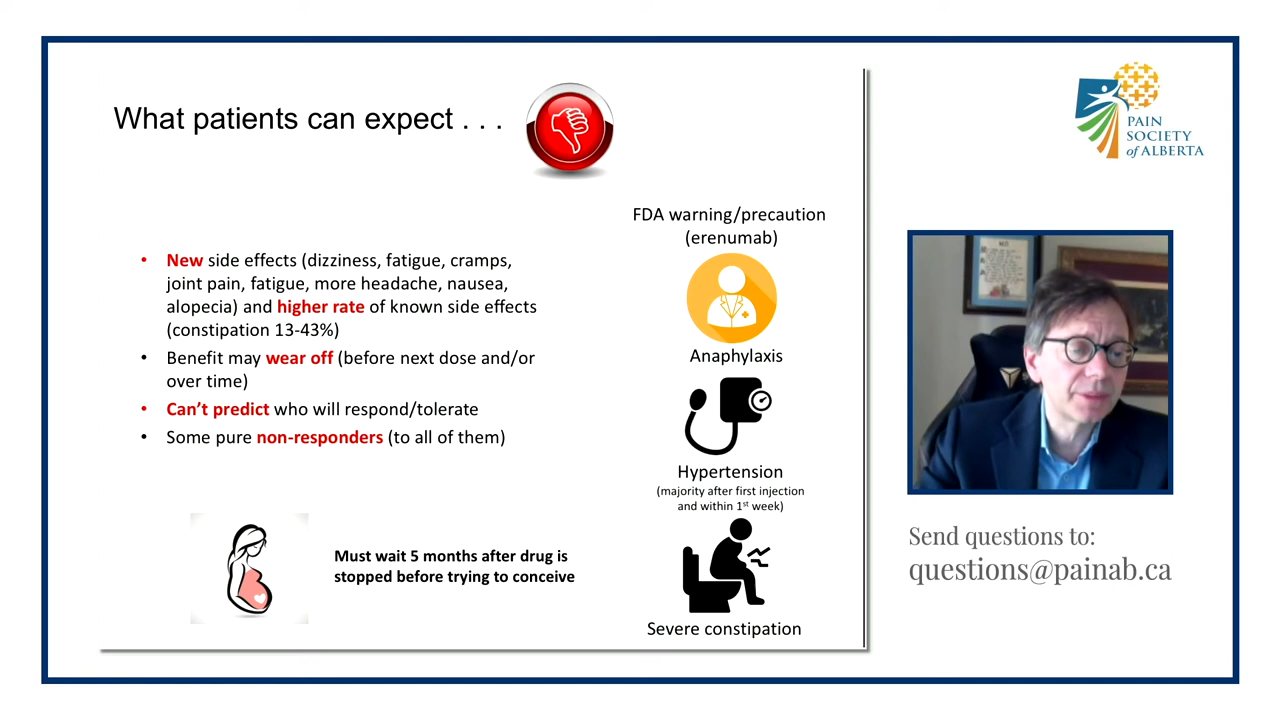 What patients can expect . . .
• New side effects (dizziness, fatigue, cramps,
joint pain, fatigue, more headache, nausea,
alopecia) and higher rate of known side effects
(constipation 13-43%)
• Benefit may wear off (before next dose and/or
over time)
• Can’t predict who will respond/tolerate
• Some pure non-responders (to all of them)
Must wait 5 months after drug is
stopped before trying to conceive
FDA warning/precaution
(erenumab)
Anaphylaxis
Hypertension
(majority after first injection
and within 1st week)
Severe constipation
PAIN
SOCIETY
of ALBERTA
Send questions to:
questions@painab.ca